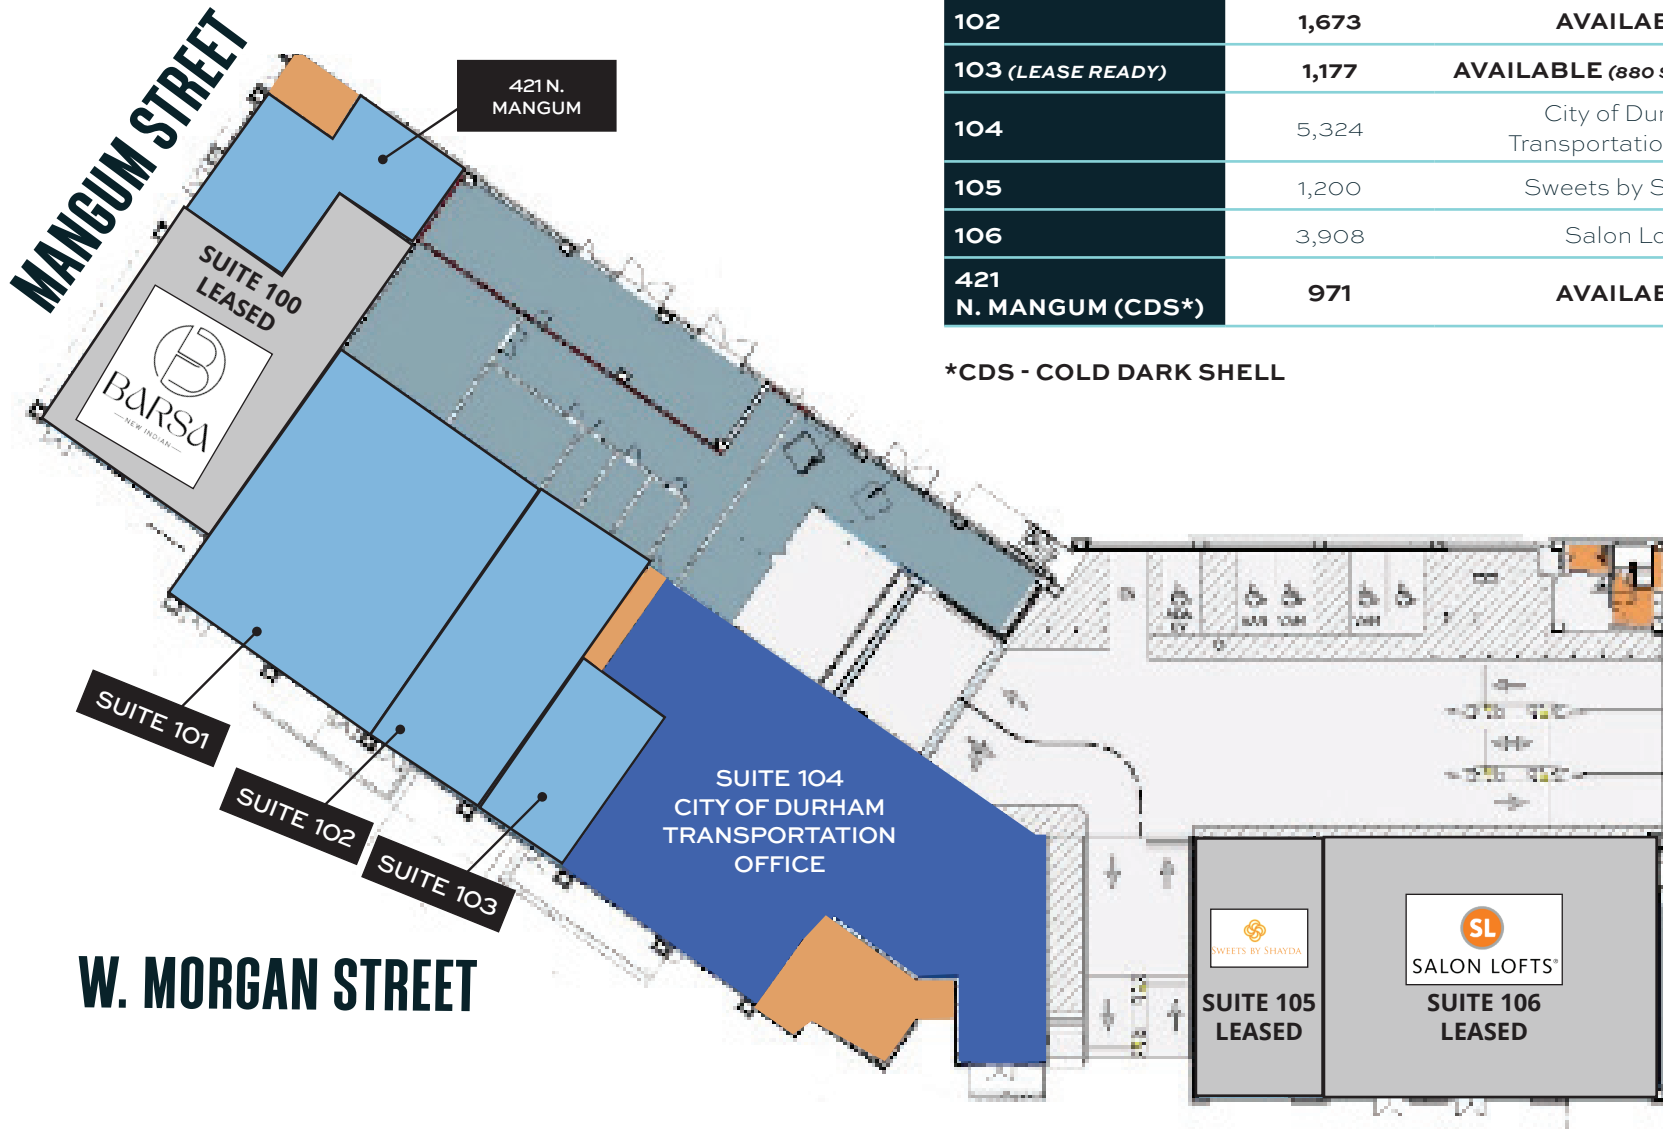 102 1,673 AVAILAB
103 (LEASE READY) 1,177 AVAILABLE (880 S
104 5,324 City of Dur
Transportatio
105 1,200 Sweets by S
106 3,908 Salon Lo
421
N. MANGUM (CDS*) 971 AVAILAB
*CDS - COLD DARK SHELL
MANGUM STREET
421 N.
MANGUM
SUITE 100
LEASED
BARSA
NEW INDIAN
SUITE 101
SUITE 102
SUITE 103
SUITE 104
CITY OF DURHAM
TRANSPORTATION
OFFICE
W. MORGAN STREET
SWEETS BY SHAYDA
SUITE 105
LEASED
SL
SALON LOFTS®
SUITE 106
LEASED